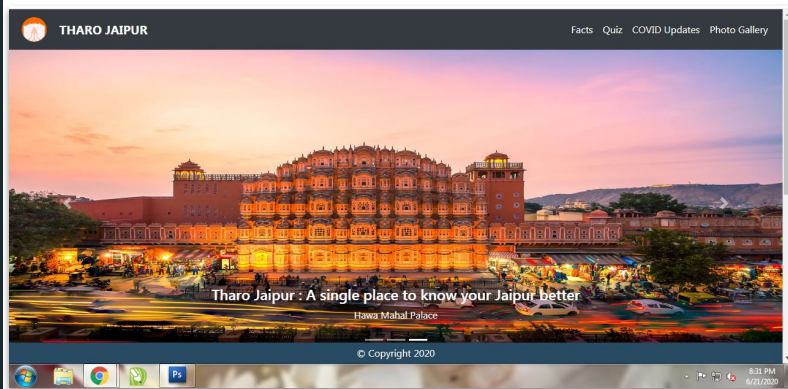 THARO JAIPUR
Facts Quiz COVID Updates Photo Gallery
Tharo Jaipur : A single place to know your Jaipur better
Hawa Mahal Palace
© Copyright 2020
Ps
8:31 PM
6/21/2020